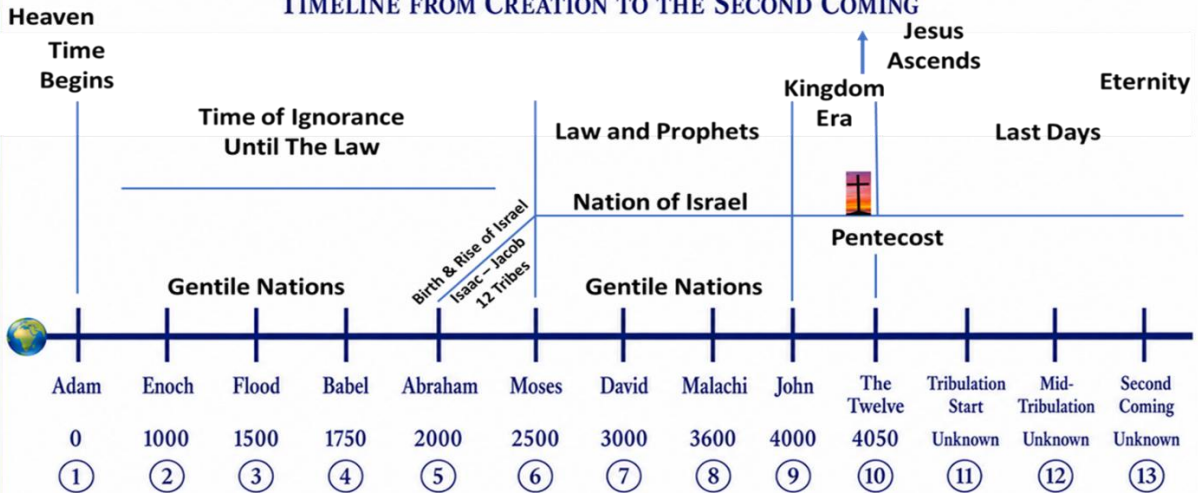 TIMELINE FROM CREATION TO THE SECOND COMING
Heaven
Time
Begins
Jesus
Ascends
Kingdom
Era
Eternity
Time of Ignorance
Until The Law
Law and Prophets
Last Days
Nation of Israel
Birth & Rise of Israel
Isaac – Jacob
12 Tribes
Pentecost
Gentile Nations
Gentile Nations
Adam
Enoch
Flood
Babel
Abraham
Moses
David
Malachi
John
The
Twelve
Tribulation
Start
Mid-
Tribulation
Second
Coming
0 1000 1500 1750 2000 2500 3000 3600 4000 4050 Unknown Unknown Unknown
1 2 3 4 5 6 7 8 9 10 11 12 13